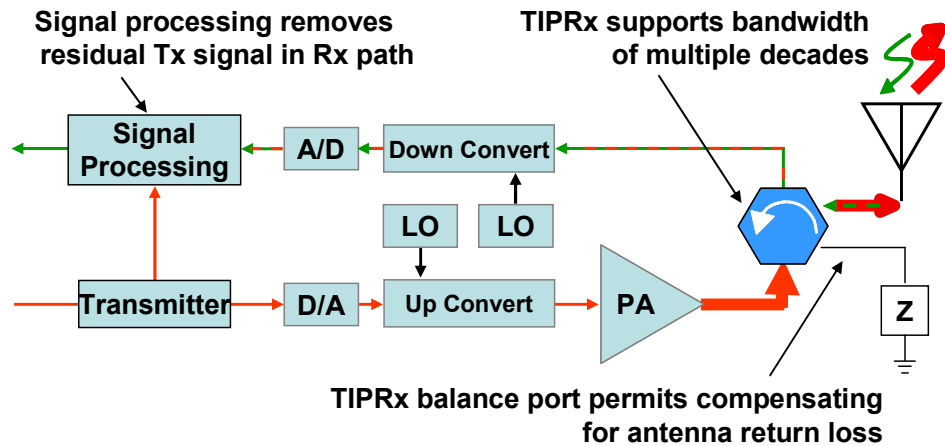 Signal processing removes
residual Tx signal in Rx path
TIPRx supports bandwidth
of multiple decades
Signal
Processing
A/D
Down Convert
LO
LO
Transmitter
D/A
Up Convert
PA
Z
TIPRx balance port permits compensating
for antenna return loss